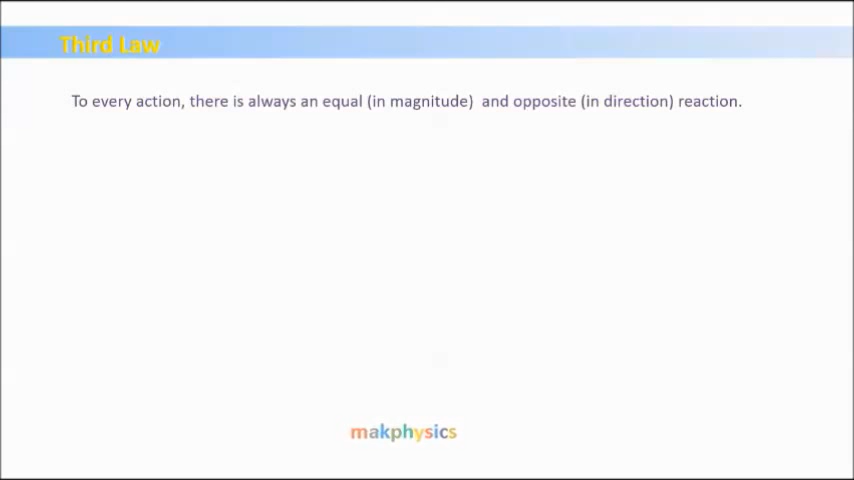 Third Law
To every action, there is always an equal (in magnitude) and opposite (in direction) reaction.
makphysics